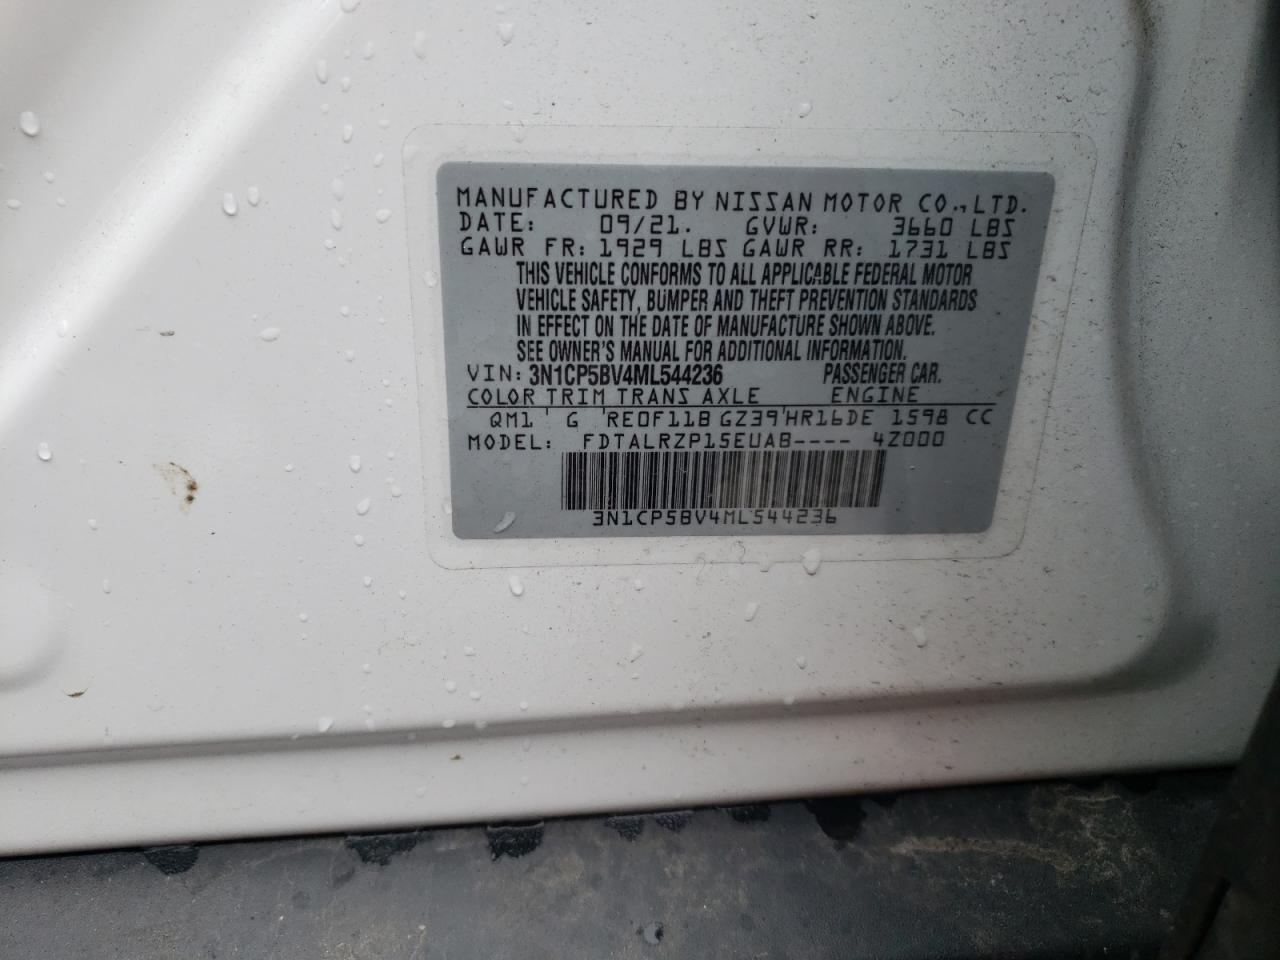 MANUFACTURED BY NISSAN MOTOR CO., LTD.
DATE: 09/21. GVWR: 3660 LBS
GAWR FR: 1929 LBS GAWR RR: 1731 LBS
THIS VEHICLE CONFORMS TO ALL APPLICABLE FEDERAL MOTOR
VEHICLE SAFETY, BUMPER AND THEFT PREVENTION STANDARDS
IN EFFECT ON THE DATE OF MANUFACTURE SHOWN ABOVE.
SEE OWNER'S MANUAL FOR ADDITIONAL INFORMATION.
VIN: 3N1CP5BV4ML544236 PASSENGER CAR.
COLOR TRIM TRANS AXLE ENGINE
QM1 ' G 'RE0F11B GZ39'HR16DE 1598 CC
MODEL: FDTALRZP15EUAB---- 4Z000
3N1CP5BV4ML544236